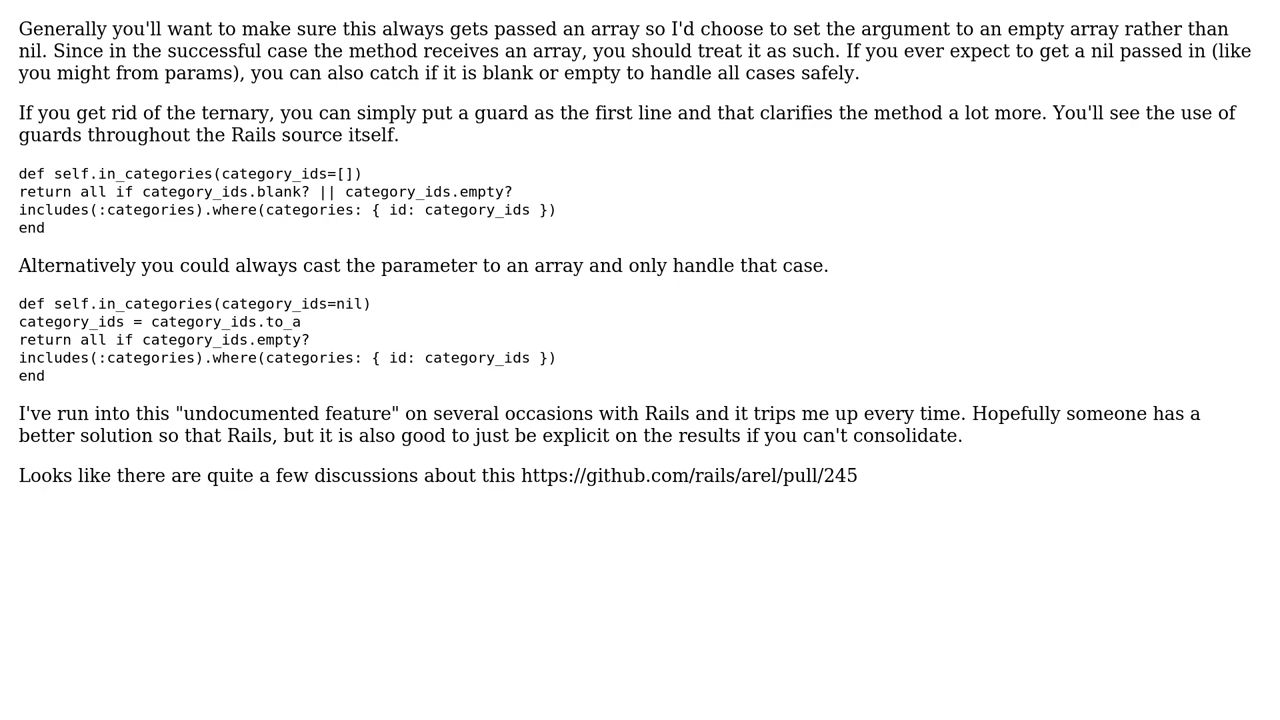 Generally you'll want to make sure this always gets passed an array so I'd choose to set the argument to an empty array rather than
nil. Since in the successful case the method receives an array, you should treat it as such. If you ever expect to get a nil passed in (like
you might from params), you can also catch if it is blank or empty to handle all cases safely.
If you get rid of the ternary, you can simply put a guard as the first line and that clarifies the method a lot more. You'll see the use of
guards throughout the Rails source itself.
def self.in_categories(category_ids=[])
return all if category_ids.blank? || category_ids.empty?
includes(:categories).where(categories: { id: category_ids })
end
Alternatively you could always cast the parameter to an array and only handle that case.
def self.in_categories(category_ids=nil)
category_ids = category_ids.to_a
return all if category_ids.empty?
includes(:categories).where(categories: { id: category_ids })
end
I've run into this "undocumented feature" on several occasions with Rails and it trips me up every time. Hopefully someone has a
better solution so that Rails, but it is also good to just be explicit on the results if you can't consolidate.
Looks like there are quite a few discussions about this https://github.com/rails/arel/pull/245